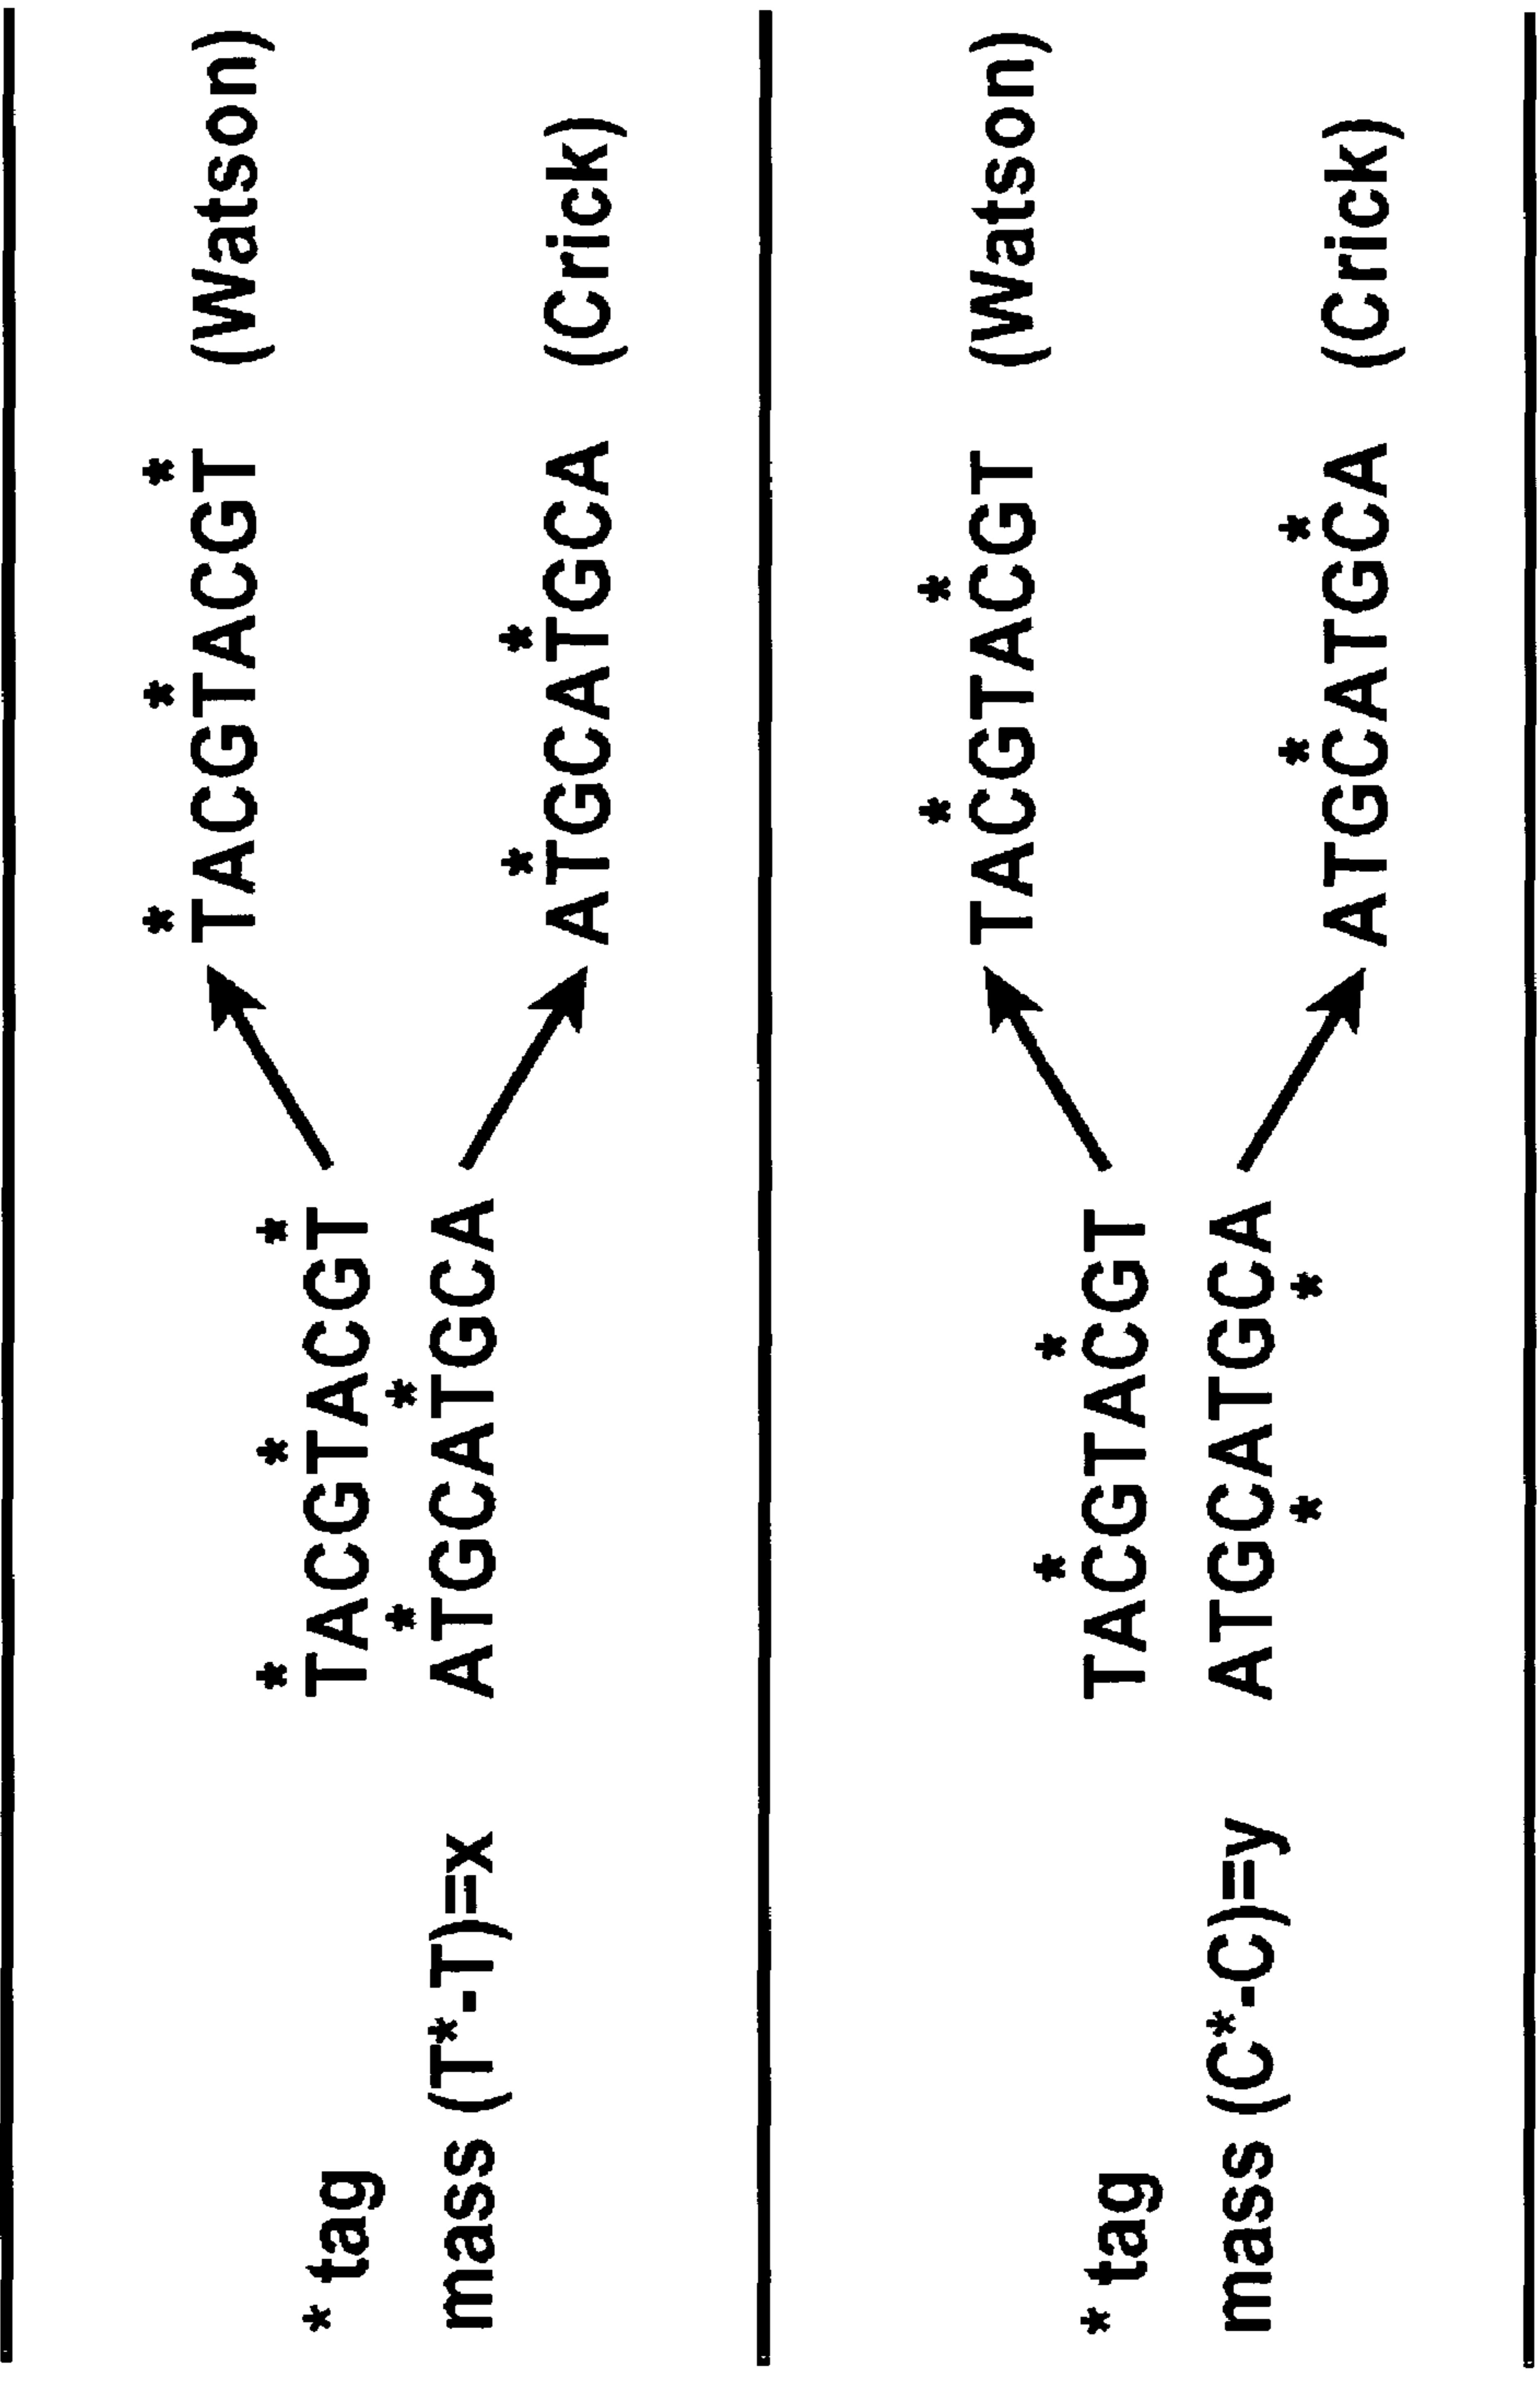 * * *
TACGTACGT (Watson)
* * *
* tag TACGTACGT
* *
mass (T*-T)=x ATGCATGCA
* *
ATGCATGCA (Crick)
* *
TACGTACGT (Watson)
* *
* tag TACGTACGT
mass (C*-C)=y ATGCATGCA
* * * *
ATGCATGCA (Crick)